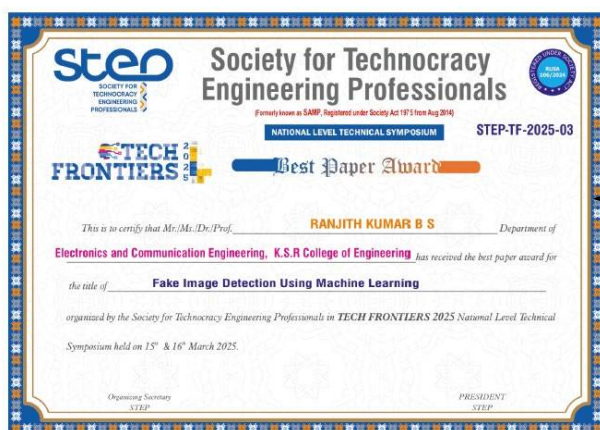 step
SOCIETY FOR
TECHNOCRACY
ENGINEERING
PROFESSIONALS
Society for Technocracy
Engineering Professionals
(Formerly known as SAMP, Registered under Society Act 1975 from Aug 2014)
REGISTERED UNDER SOCIETY ACT
NATIONAL LEVEL TECHNICAL SYMPOSIUM
STEP-TF-2025-03
TECH
FRONTIERS
2025
Best Paper Award
This is to certify that Mr./Ms./Dr./Prof. RANJITH KUMAR B S Department of
Electronics and Communication Engineering, K.S.R College of Engineering has received the best paper award for
the title of Fake Image Detection Using Machine Learning
organized by the Society for Technocracy Engineering Professionals in TECH FRONTIERS 2025 National Level Technical
Symposium held on 15th & 16th March 2025.
Organizing Secretary
STEP
PRESIDENT
STEP